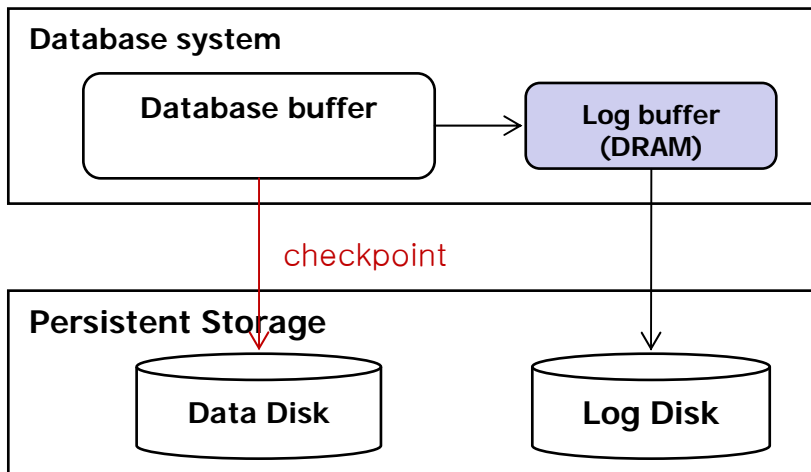 Database system
Database buffer
Log buffer
(DRAM)
checkpoint
Persistent Storage
Data Disk
Log Disk